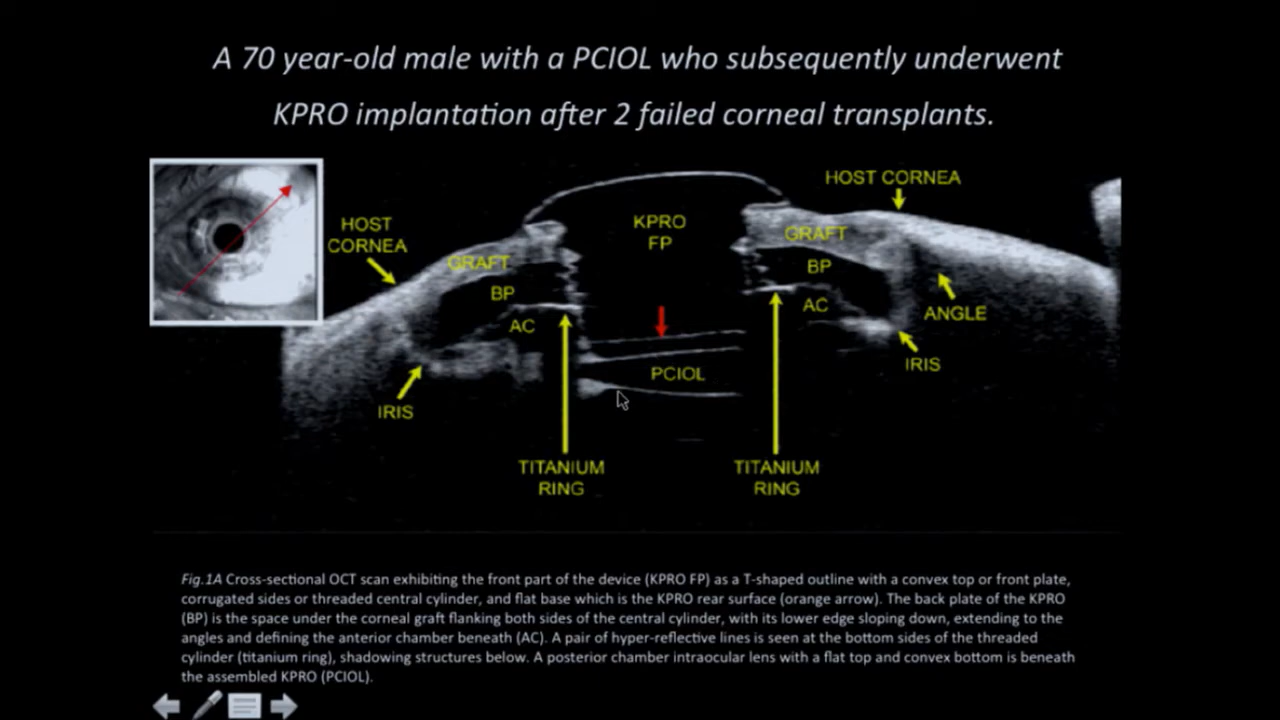 A 70 year-old male with a PCIOL who subsequently underwent
KPRO implantation after 2 failed corneal transplants.
HOST CORNEA
HOST
CORNEA
KPRO
FP
GRAFT
GRAFT
BP
BP
AC
AC
ANGLE
PCIOL
IRIS
IRIS
TITANIUM
RING
TITANIUM
RING
Fig.1A Cross-sectional OCT scan exhibiting the front part of the device (KPRO FP) as a T-shaped outline with a convex top or front plate,
corrugated sides or threaded central cylinder, and flat base which is the KPRO rear surface (orange arrow). The back plate of the KPRO
(BP) is the space under the corneal graft flanking both sides of the central cylinder, with its lower edge sloping down, extending to the
angles and defining the anterior chamber beneath (AC). A pair of hyper-reflective lines is seen at the bottom sides of the threaded
cylinder (titanium ring), shadowing structures below. A posterior chamber intraocular lens with a flat top and convex bottom is beneath
the assembled KPRO (PCIOL).